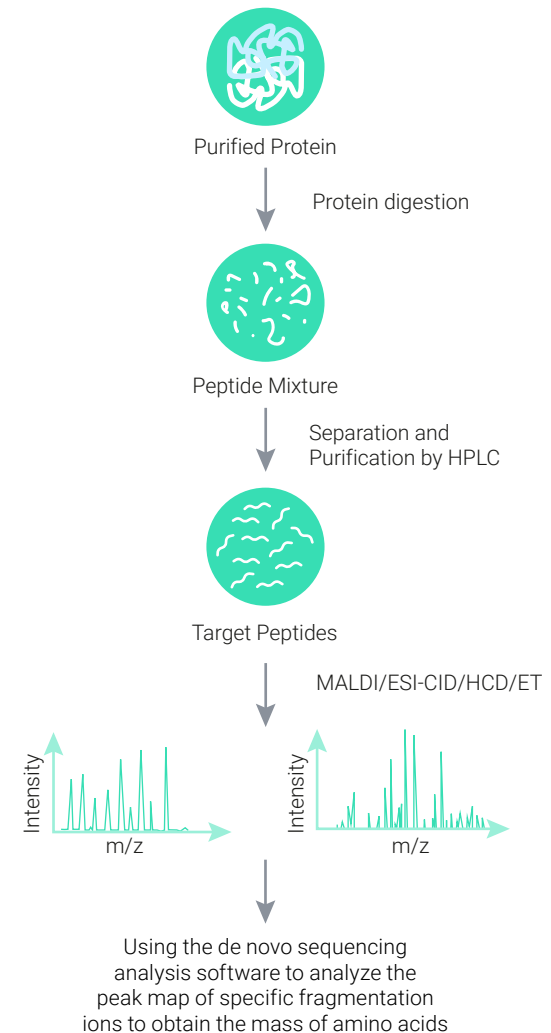 Purified Protein
Protein digestion
Peptide Mixture
Separation and
Purification by HPLC
Target Peptides
MALDI/ESI-CID/HCD/ET
Intensity
m/z
Intensity
m/z
Using the de novo sequencing
analysis software to analyze the
peak map of specific fragmentation
ions to obtain the mass of amino acids